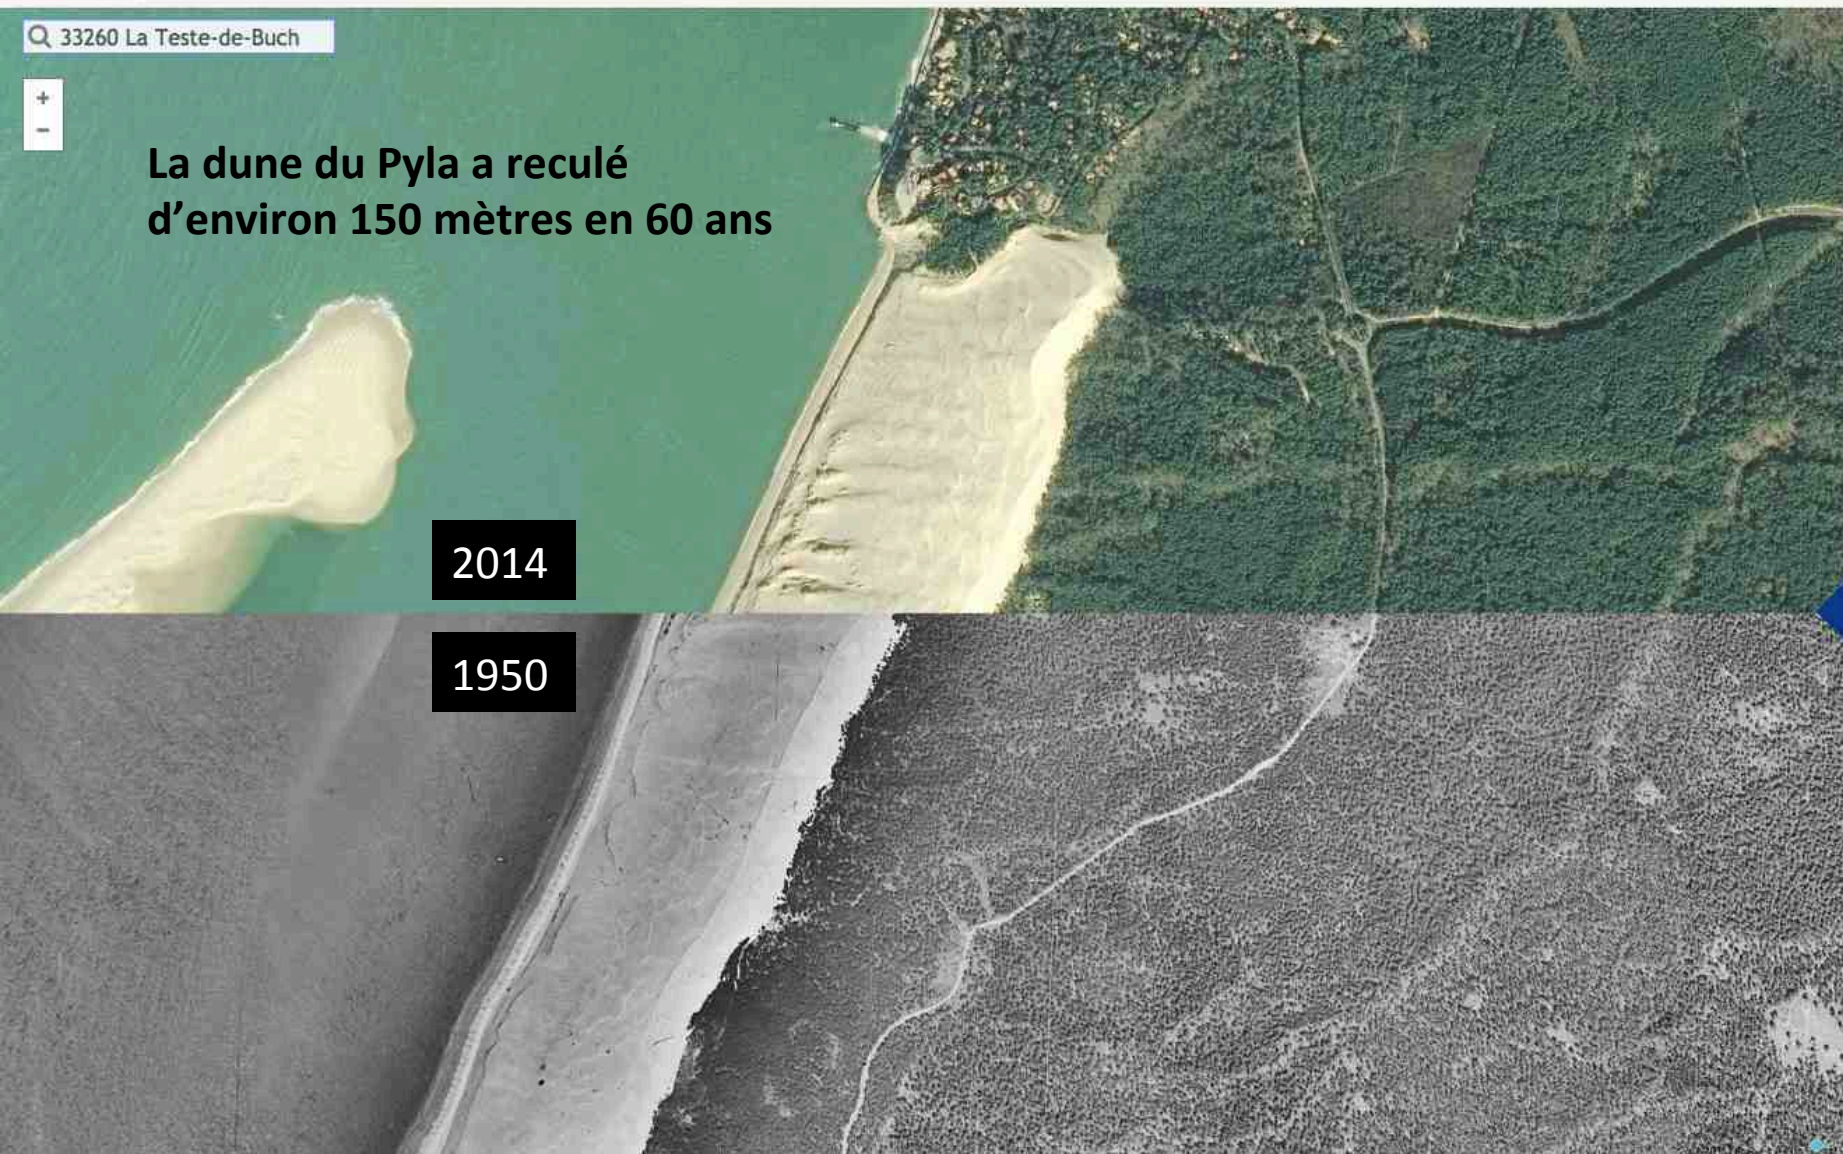 33260 La Teste-de-Buch
+
-
La dune du Pyla a reculé
d’environ 150 mètres en 60 ans
2014
1950